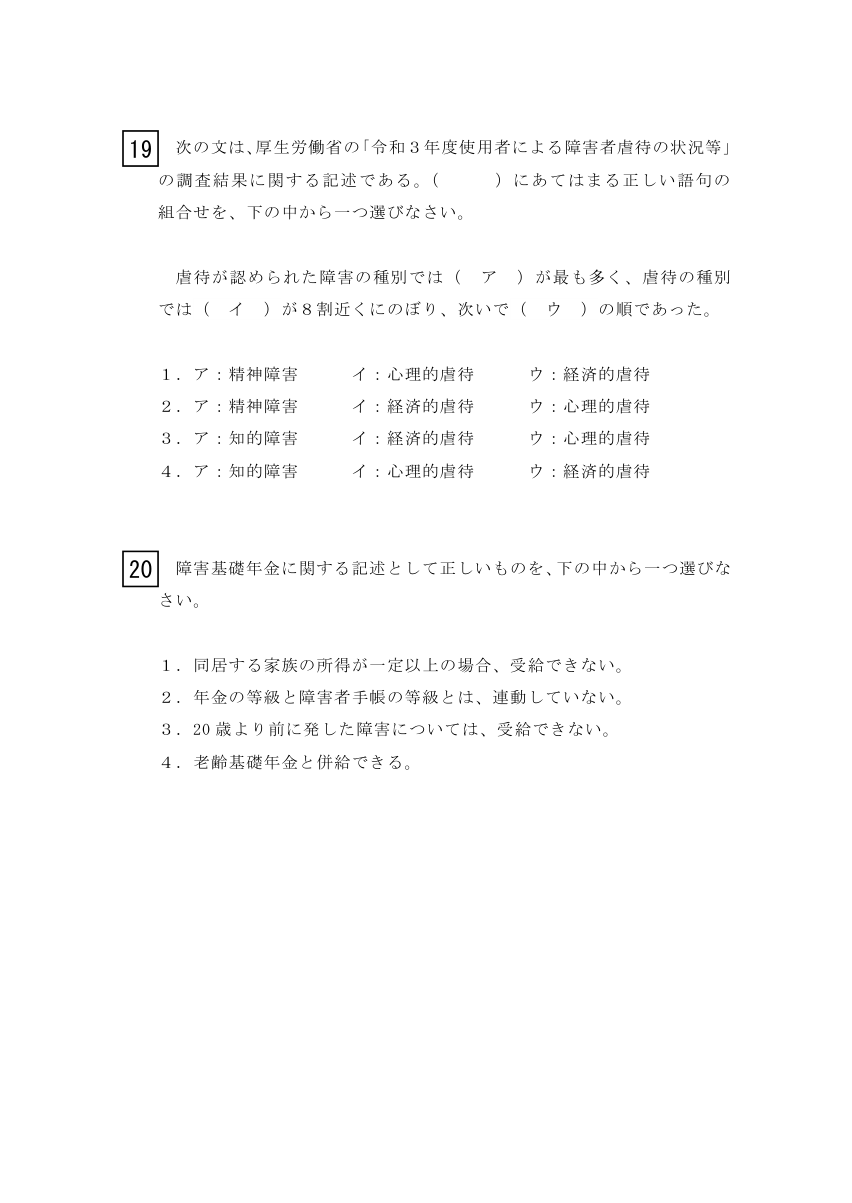 19 次の文は、厚生労働省の「令和３年度使用者による障害者虐待の状況等」
の調査結果に関する記述である。（　　　）にあてはまる正しい語句の
組合せを、下の中から一つ選びなさい。
虐待が認められた障害の種別では（　ア　）が最も多く、虐待の種別
では（　イ　）が８割近くにのぼり、次いで（　ウ　）の順であった。
１．ア：精神障害　　　イ：心理的虐待　　　ウ：経済的虐待
２．ア：精神障害　　　イ：経済的虐待　　　ウ：心理的虐待
３．ア：知的障害　　　イ：経済的虐待　　　ウ：心理的虐待
４．ア：知的障害　　　イ：心理的虐待　　　ウ：経済的虐待
20 障害基礎年金に関する記述として正しいものを、下の中から一つ選びな
さい。
１．同居する家族の所得が一定以上の場合、受給できない。
２．年金の等級と障害者手帳の等級とは、連動していない。
３．20 歳より前に発した障害については、受給できない。
４．老齢基礎年金と併給できる。